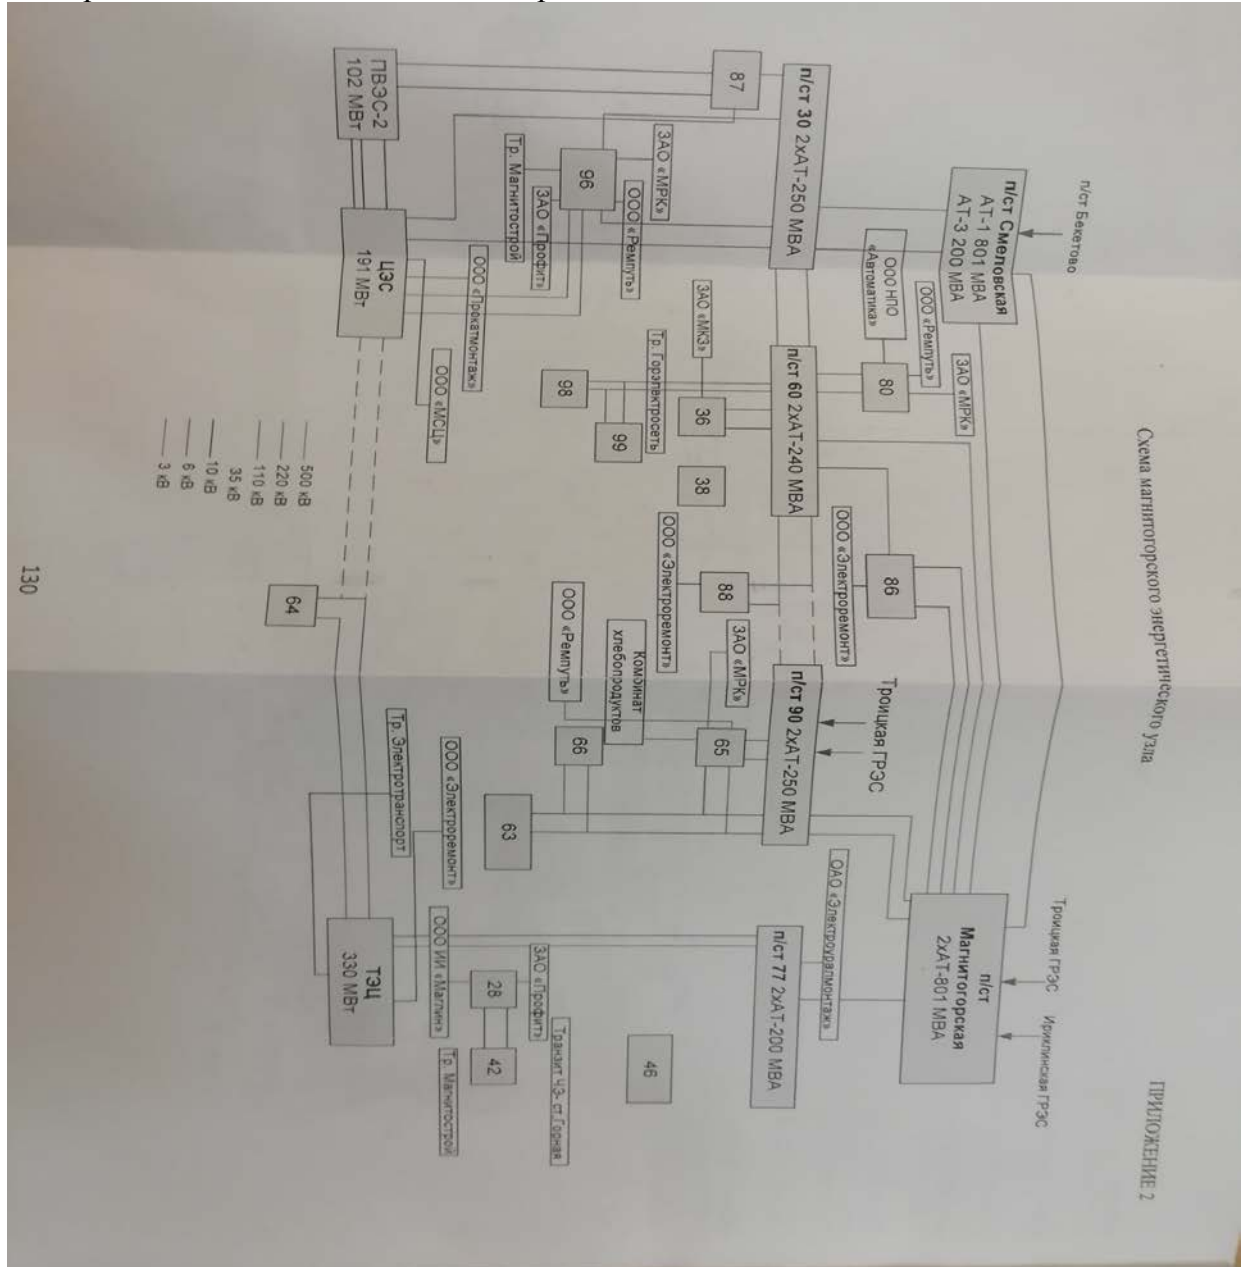 ПРИЛОЖЕНИЕ 2
Схема магнитогорского энергетического узла
п/ст Бекетово
Троицкая ГРЭС
Ириклинская ГРЭС
п/ст Смеловская
АТ-1 801 МВА
АТ-3 200 МВА
п/ст
Магнитогорская
2хАТ-801 МВА
ООО НПО
«Автоматика»
ООО «Ремпуть»
ЗАО «МРК»
80
86
ООО «Электроремонт»
Троицкая ГРЭС
ОАО «Электроуралмонтаж»
п/ст 30 2хАТ-250 МВА
п/ст 60 2хАТ-240 МВА
п/ст 90 2хАТ-250 МВА
п/ст 77 2хАТ-200 МВА
87
ЗАО «МРК»
ООО «Ремпуть»
96
ЗАО «Профит»
Тр. Магнитострой
ЗАО «МКЗ»
36
38
Тр. Горэлектросеть
99
98
88
ООО «Электроремонт»
ЗАО «МРК»
65
Комбинат
хлебопродуктов
66
ООО «Ремпуть»
63
46
Транзит ЧЭ- ст.Горная
ЗАО «Профит»
28
42
ООО ИИ «Маглин»
Тр. Магнитострой
ООО «Электроремонт»
Тр. Электротранспорт
ООО «Прокатмонтаж»
ООО «МСЦ»
ПВЭС-2
102 МВт
ЦЭС
191 МВт
ТЭЦ
330 МВт
64
500 кВ
220 кВ
110 кВ
35 кВ
10 кВ
6 кВ
3 кВ
130